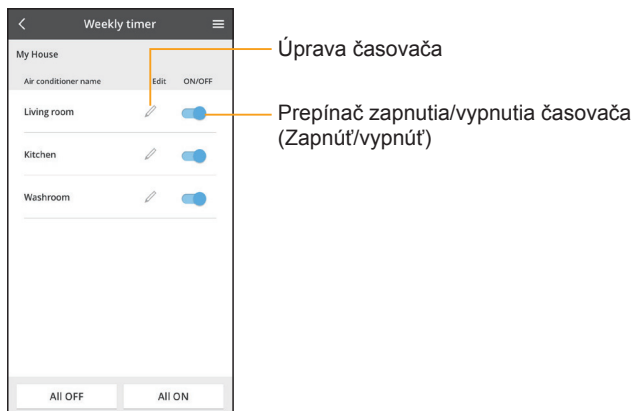 Weekly timer
My House
Air conditioner name Edit ON/OFF
Living room
Kitchen
Washroom
All OFF All ON
Úprava časovača
Prepínač zapnutia/vypnutia časovača
(Zapnúť/vypnúť)